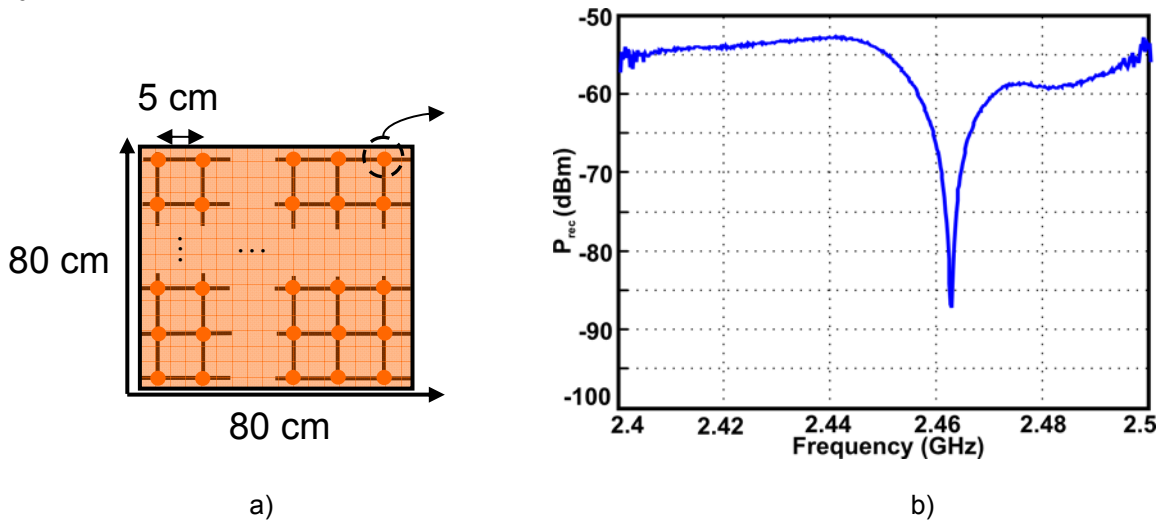 5 cm
80 cm
⋮
...
80 cm
a)
-50
-60
-70
-80
-90
-100
P_rec (dBm)
2.4 2.42 2.44 2.46 2.48 2.5
Frequency (GHz)
b)